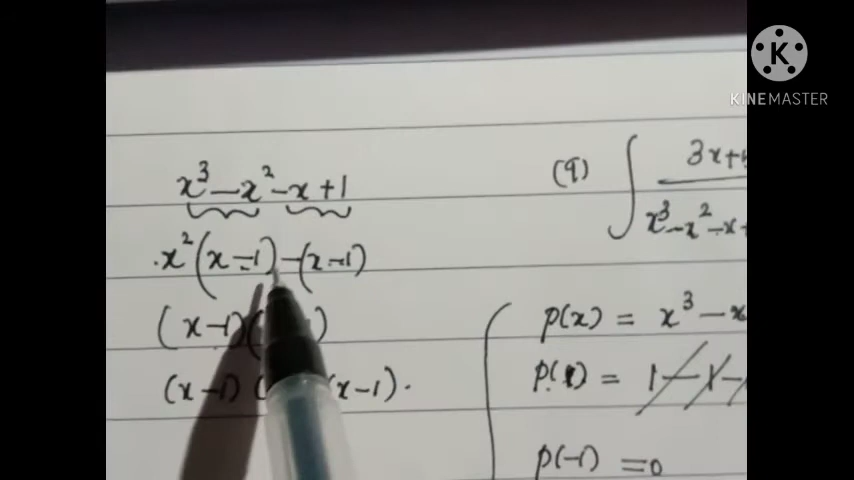 x³ - x² - x + 1
x²(x-1) - (x-1)
(x-1)(
(x-1) (x-1).
(9) ∫ 3x+
x³ - x² - x +
p(x) = x³ - x
p(1) = 1 - 1 -
p(-1) = 0
K
KINEMASTER